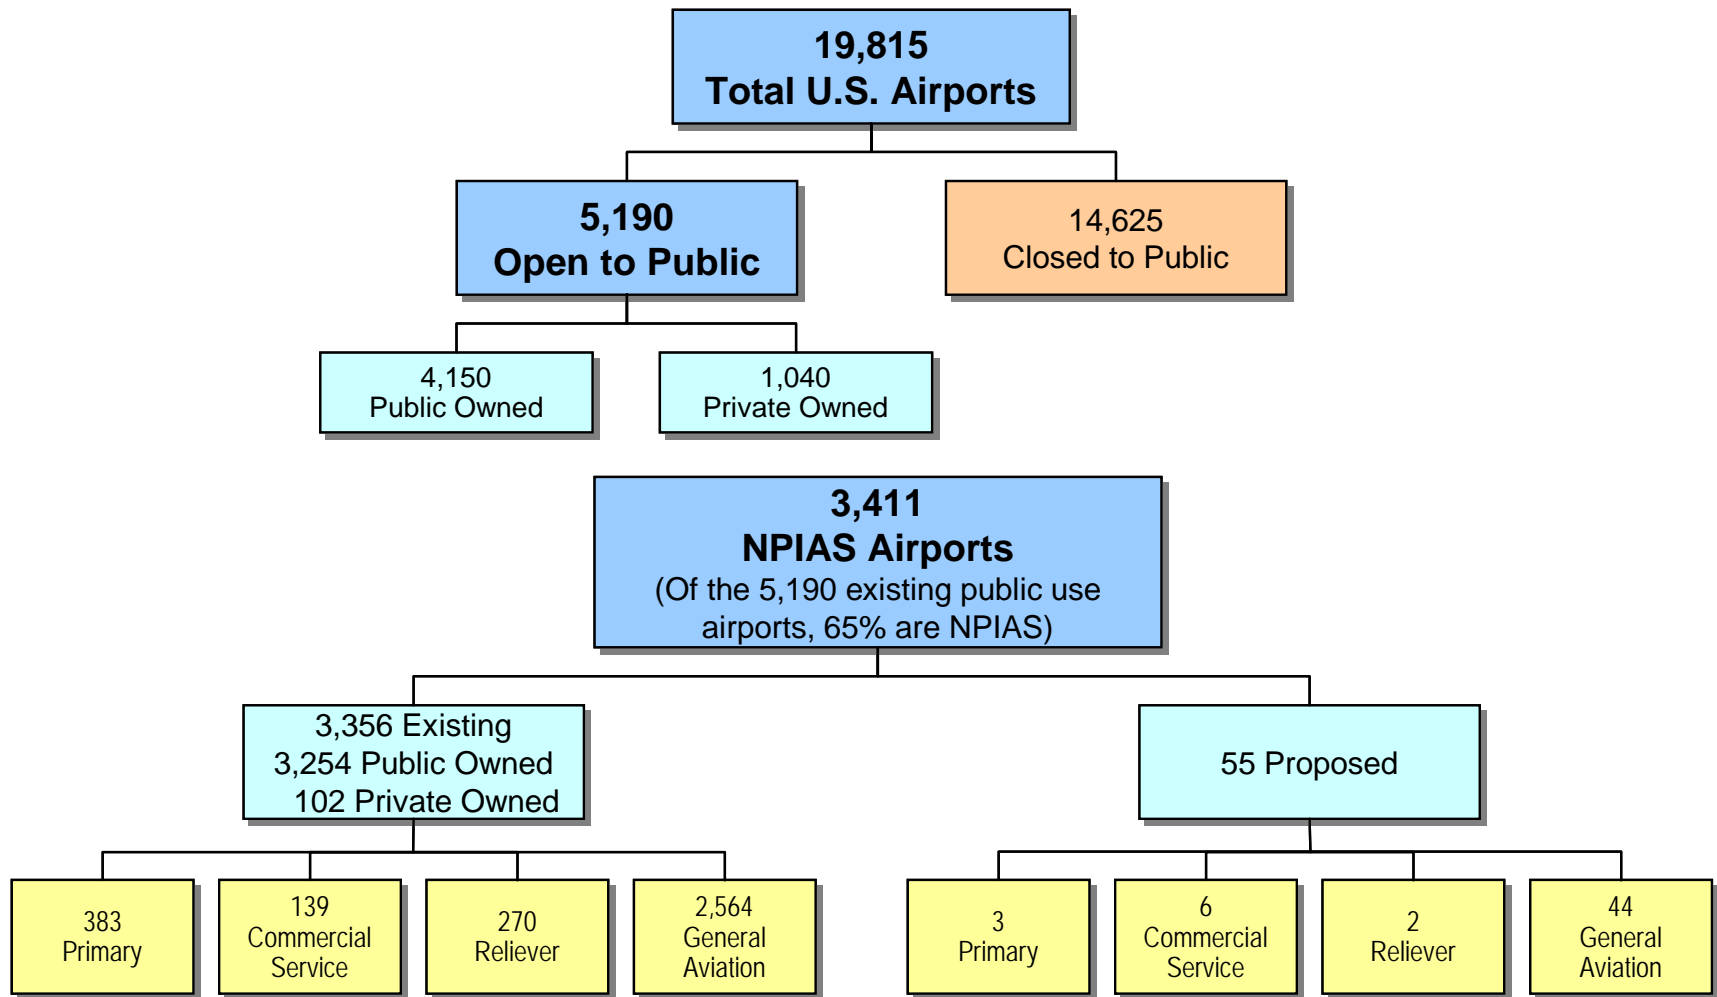 19,815
Total U.S. Airports
5,190
Open to Public
14,625
Closed to Public
4,150
Public Owned
1,040
Private Owned
3,411
NPIAS Airports
(Of the 5,190 existing public use
airports, 65% are NPIAS)
3,356 Existing
3,254 Public Owned
102 Private Owned
55 Proposed
383
Primary
139
Commercial
Service
270
Reliever
2,564
General
Aviation
3
Primary
6
Commercial
Service
2
Reliever
44
General
Aviation